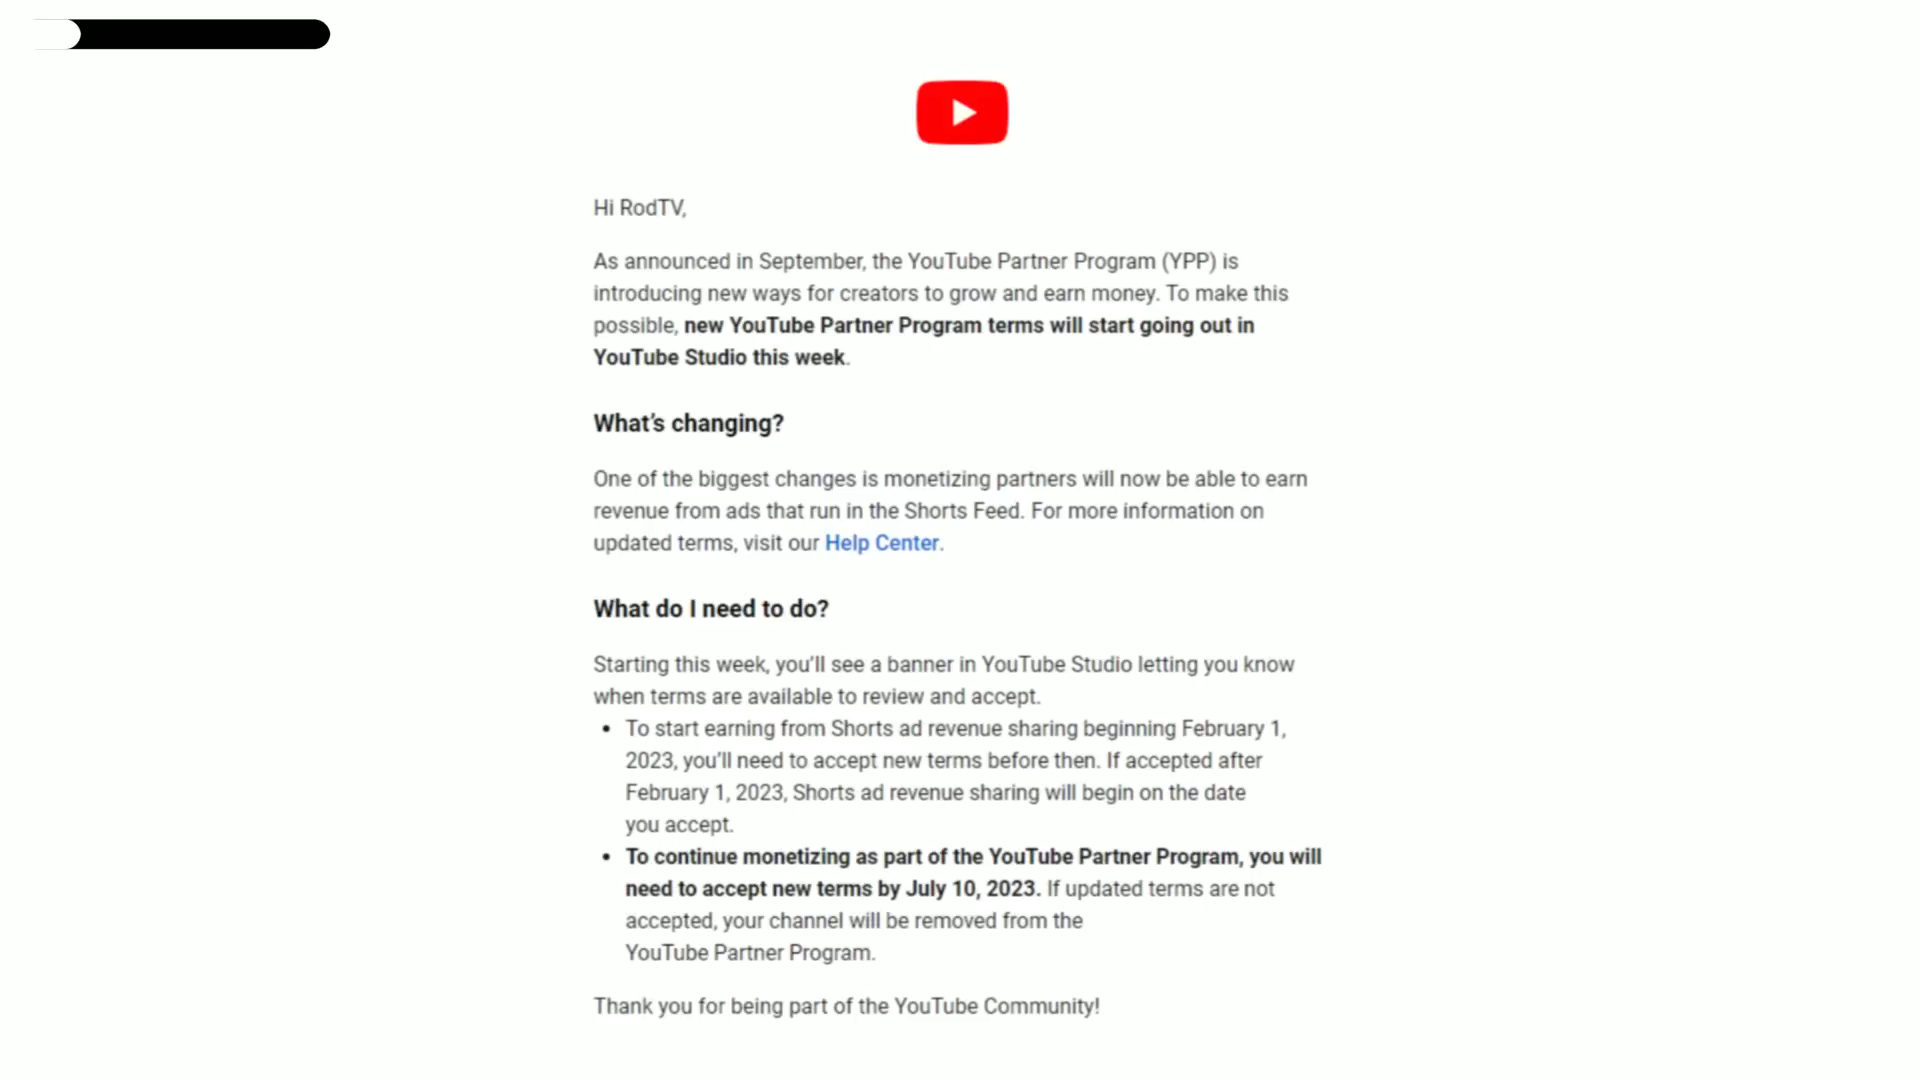 Hi RodTV,
As announced in September, the YouTube Partner Program (YPP) is
introducing new ways for creators to grow and earn money. To make this
possible, new YouTube Partner Program terms will start going out in
YouTube Studio this week.
What's changing?
One of the biggest changes is monetizing partners will now be able to earn
revenue from ads that run in the Shorts Feed. For more information on
updated terms, visit our Help Center.
What do I need to do?
Starting this week, you'll see a banner in YouTube Studio letting you know
when terms are available to review and accept.
• To start earning from Shorts ad revenue sharing beginning February 1,
2023, you'll need to accept new terms before then. If accepted after
February 1, 2023, Shorts ad revenue sharing will begin on the date
you accept.
• To continue monetizing as part of the YouTube Partner Program, you will
need to accept new terms by July 10, 2023. If updated terms are not
accepted, your channel will be removed from the
YouTube Partner Program.
Thank you for being part of the YouTube Community!